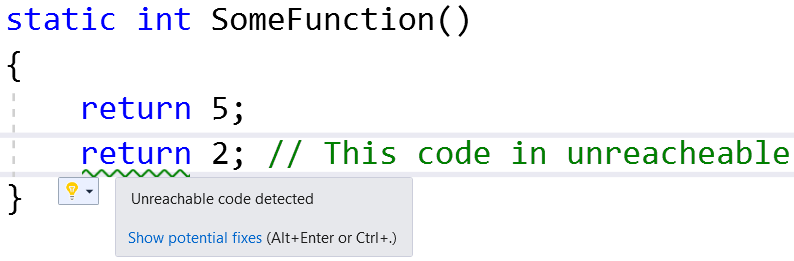 static int SomeFunction()
{
return 5;
return 2; // This code in unreacheable
}
Unreachable code detected
Show potential fixes (Alt+Enter or Ctrl+.)